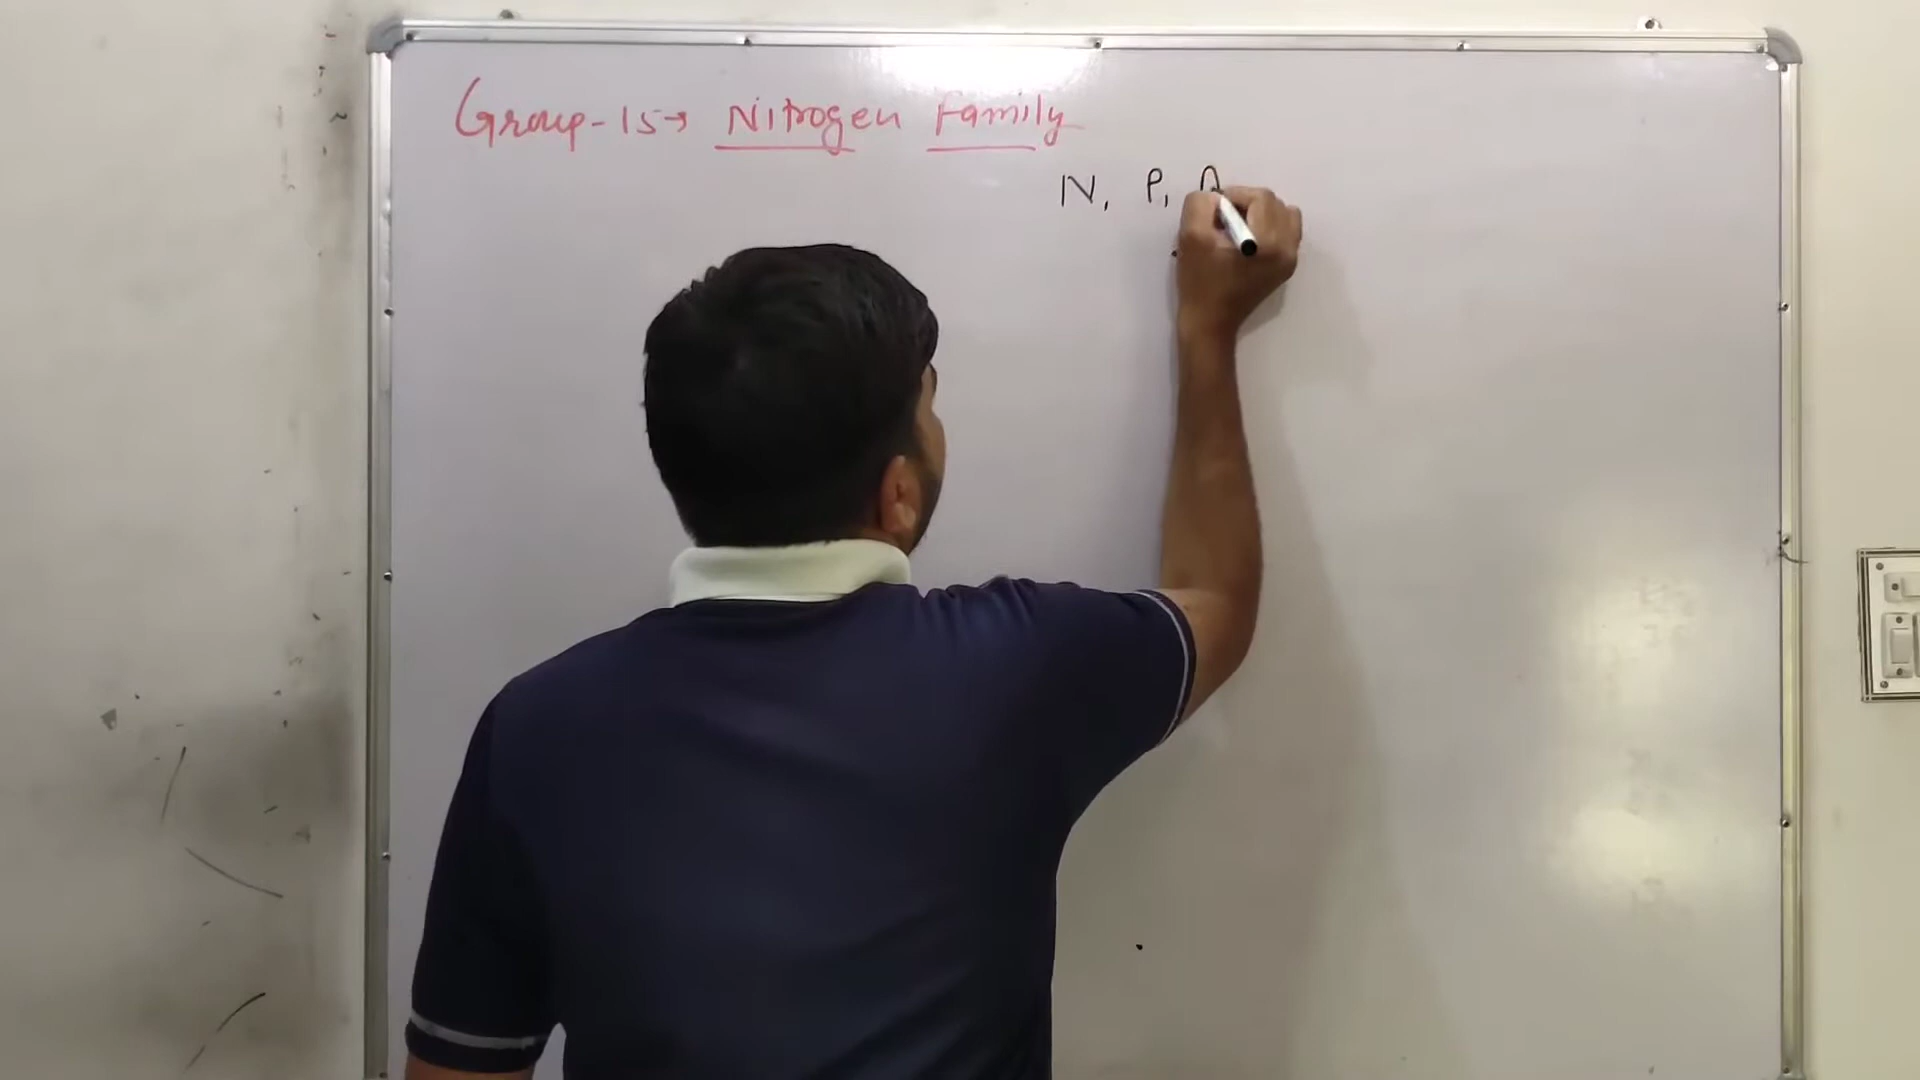 Group-15→ Nitrogen Family
N, P, A